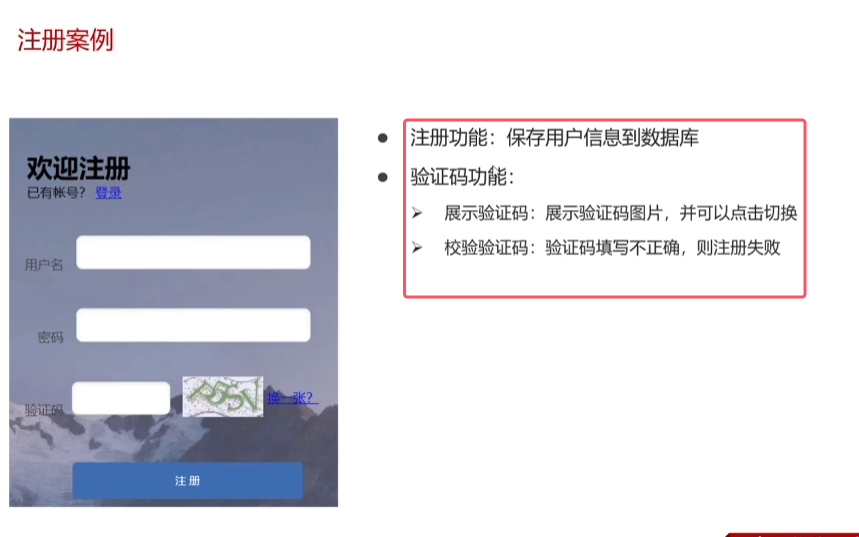 注册案例
欢迎注册
已有帐号? 登录
用户名
密码
验证码
换一张?
注 册
注册功能：保存用户信息到数据库
验证码功能：
展示验证码：展示验证码图片，并可以点击切换
校验验证码：验证码填写不正确，则注册失败